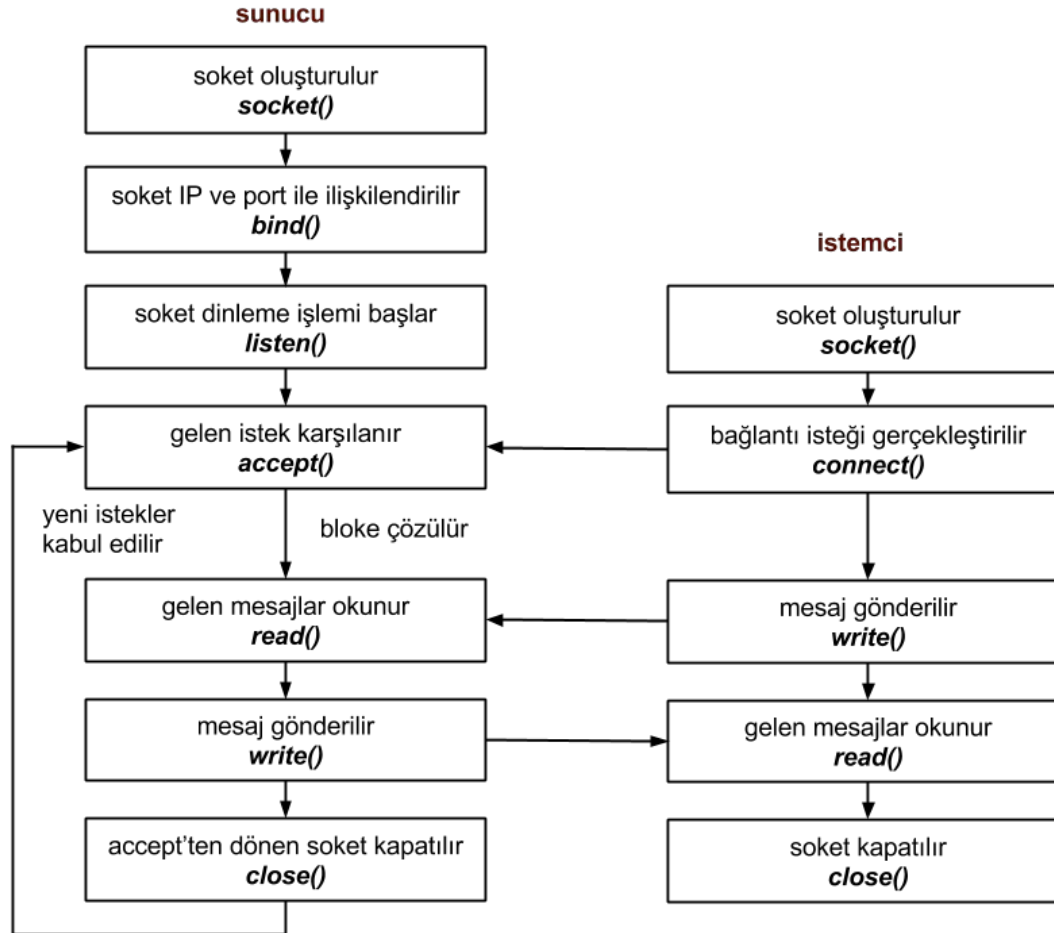 sunucu
soket oluşturulur
socket()
soket IP ve port ile ilişkilendirilir
bind()
soket dinleme işlemi başlar
listen()
gelen istek karşılanır
accept()
yeni istekler
kabul edilir
bloke çözülür
gelen mesajlar okunur
read()
mesaj gönderilir
write()
accept'ten dönen soket kapatılır
close()
istemci
soket oluşturulur
socket()
bağlantı isteği gerçekleştirilir
connect()
mesaj gönderilir
write()
gelen mesajlar okunur
read()
soket kapatılır
close()